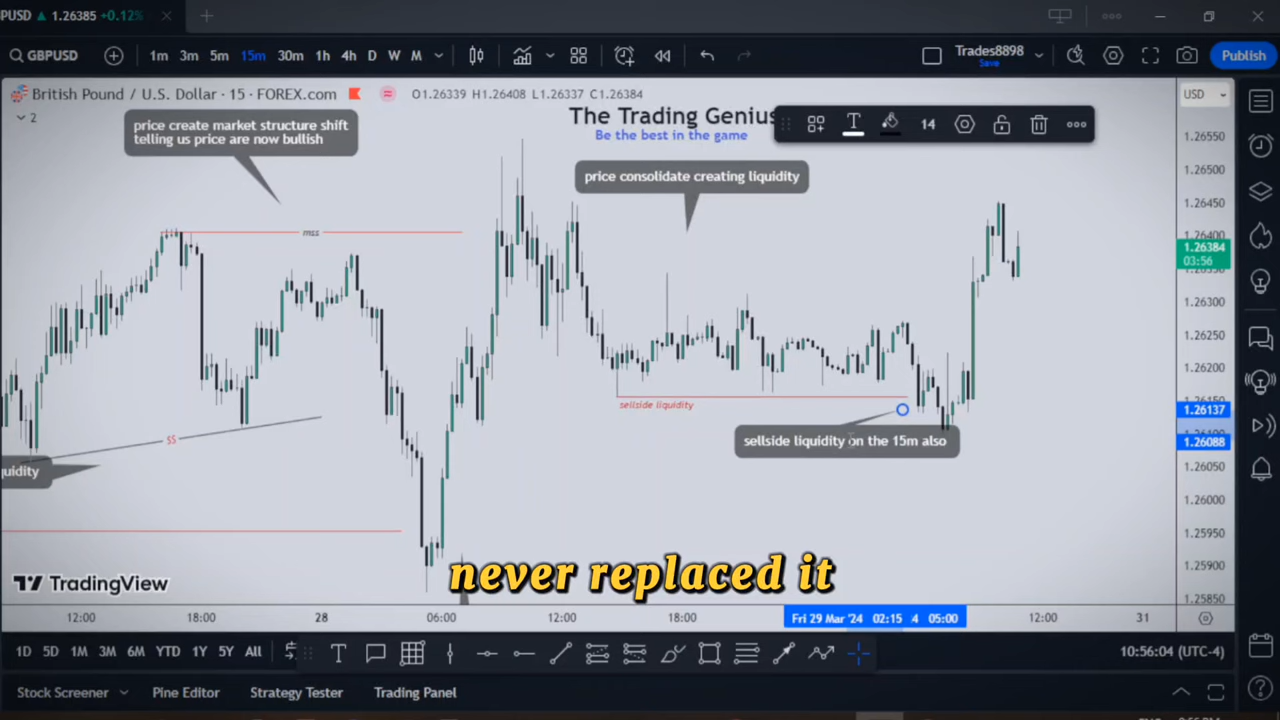 PUSD ▲ 1.26385 +0.12%
GBPUSD
1m 3m 5m 15m 30m 1h 4h D W M
Trades8898
Save
Publish
British Pound / U.S. Dollar · 15 · FOREX.com
O1.26339 H1.26408 L1.26337 C1.26384
USD
2
The Trading Genius
Be the best in the game
14
price create market structure shift
telling us price are now bullish
price consolidate creating liquidity
mss
$$
sellside liquidity
sellside liquidity on the 15m also
quidity
1.26550
1.26500
1.26450
1.26400
1.26384
03:56
1.26300
1.26250
1.26200
1.26137
1.26088
1.26050
1.26000
1.25950
1.25900
1.25850
never replaced it
TradingView
12:00 18:00 28 06:00 12:00 18:00 Fri 29 Mar '24 02:15 4 05:00 12:00 31
1D 5D 1M 3M 6M YTD 1Y 5Y All
10:56:04 (UTC-4)
Stock Screener Pine Editor Strategy Tester Trading Panel